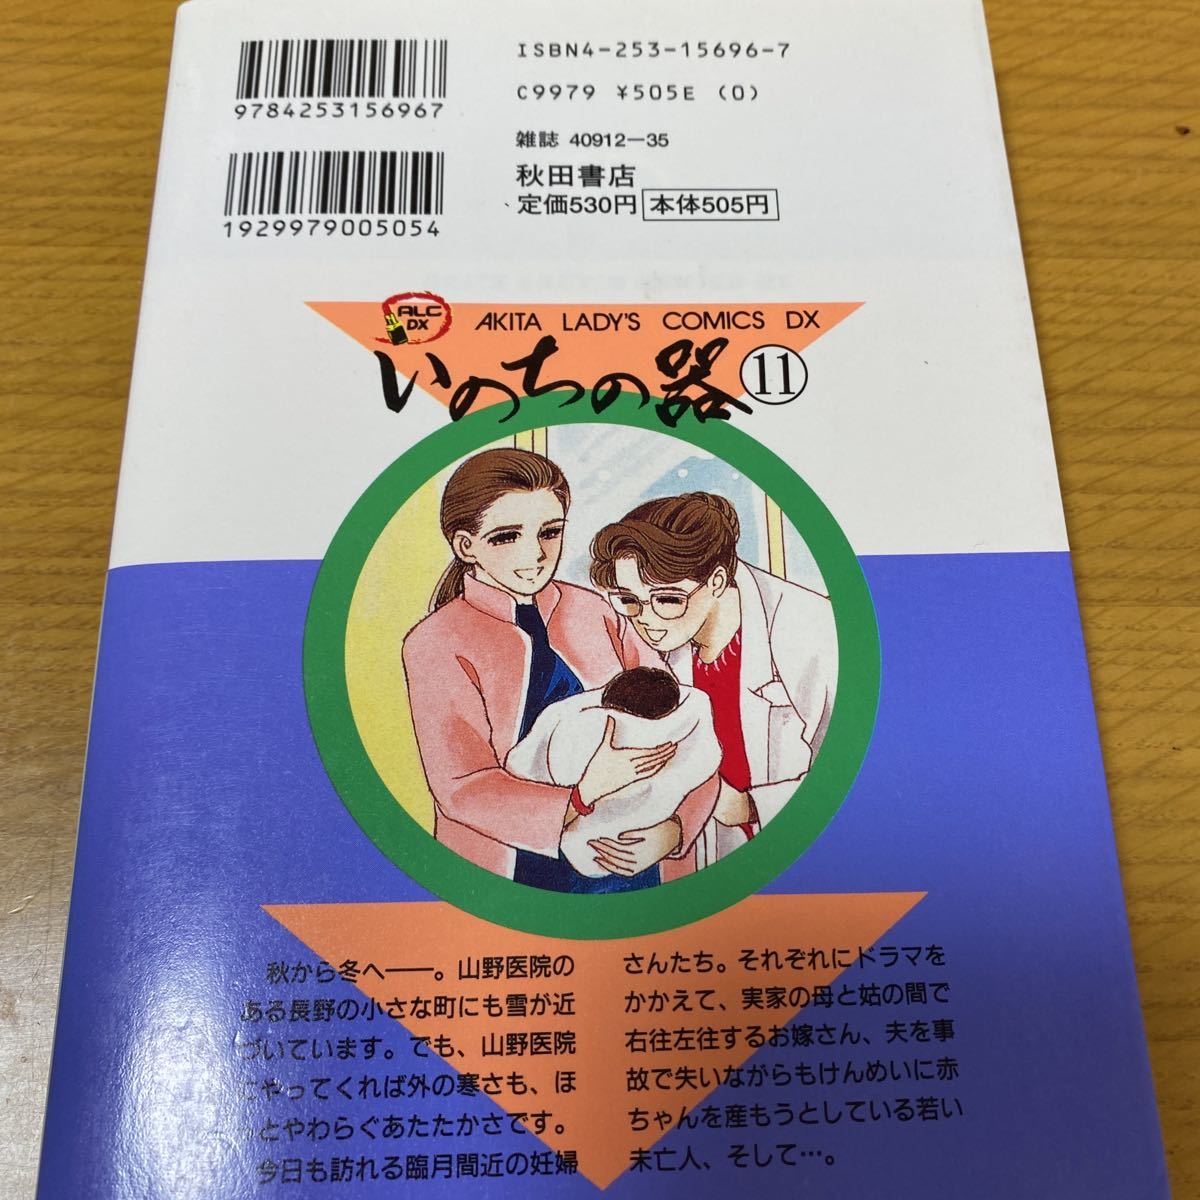 ISBN4-253-15696-7
C9979 ¥505E (0)
9784253156967
雑誌 40912-35
秋田書店
定価530円 本体505円
1929979005054
ALC DX
AKITA LADY'S COMICS DX
いのちの器 11
秋から冬へ──。山野医院の
ある長野の小さな町にも雪が近
づいています。でも、山野医院
にやってくれば外の寒さも、ほ
っとやわらぐあたたかさです。
今日も訪れる臨月間近の妊婦
さんたち。それぞれにドラマを
かかえて、実家の母と姑の間で
右往左往するお嫁さん、夫を事
故で失いながらもけんめいに赤
ちゃんを産もうとしている若い
未亡人、そして…。